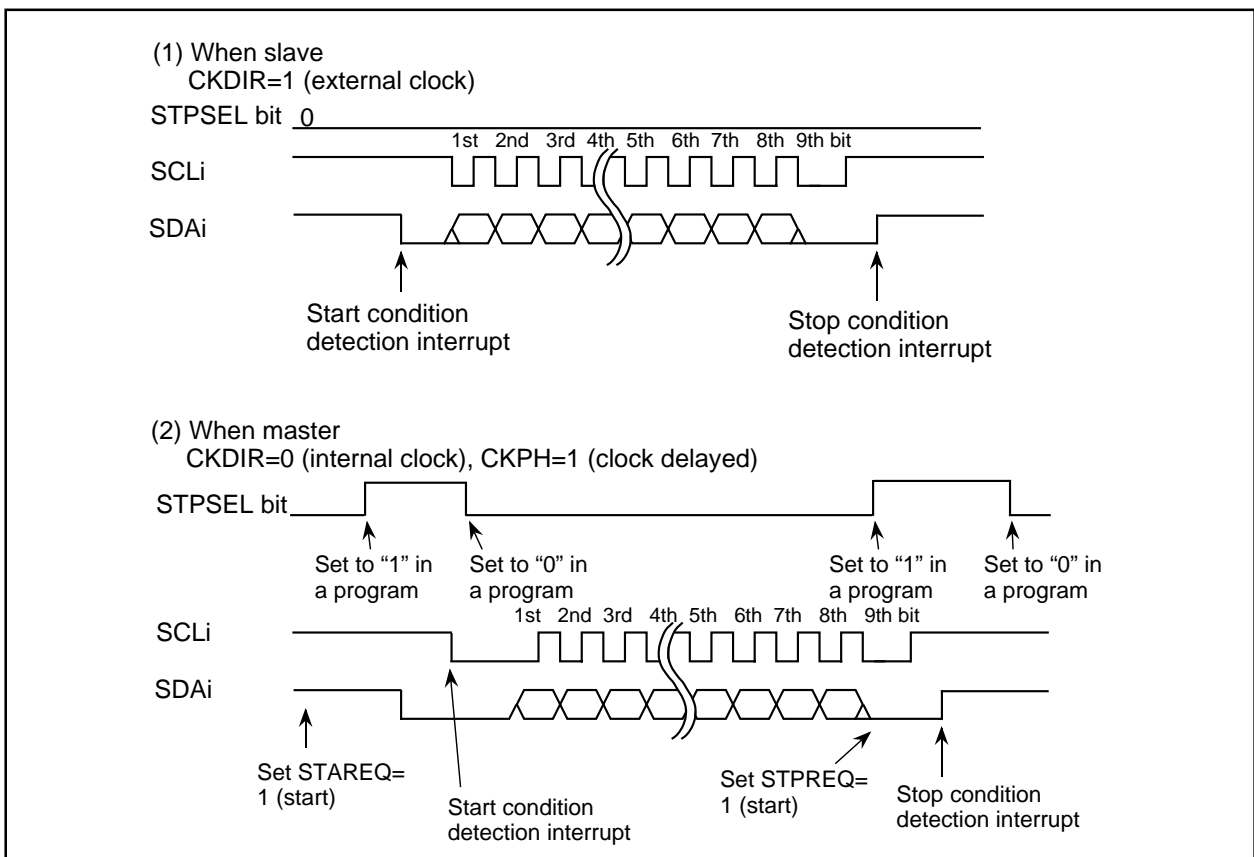 (1) When slave
CKDIR=1 (external clock)
STPSEL bit 0
1st 2nd 3rd 4th 5th 6th 7th 8th 9th bit
SCLi
SDAi
Start condition
detection interrupt
Stop condition
detection interrupt
(2) When master
CKDIR=0 (internal clock), CKPH=1 (clock delayed)
STPSEL bit
Set to “1” in
a program
Set to “0” in
a program
Set to “1” in
a program
Set to “0” in
a program
1st 2nd 3rd 4th 5th 6th 7th 8th 9th bit
SCLi
SDAi
Set STAREQ=
1 (start)
Start condition
detection interrupt
Set STPREQ=
1 (start)
Stop condition
detection interrupt